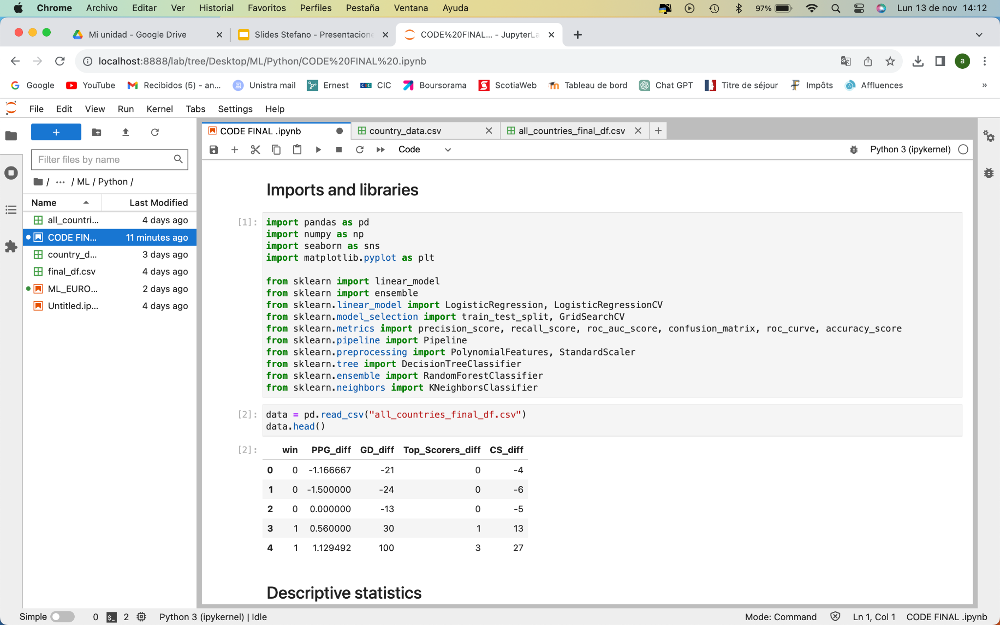 Chrome Archivo Editar Ver Historial Favoritos Perfiles Pestaña Ventana Ayuda 97% Lun 13 de nov 14:12
Mi unidad - Google Drive Slides Stefano - Presentacione CODE%20FINAL... - JupyterLa
localhost:8888/lab/tree/Desktop/ML/Python/CODE%20FINAL%20.ipynb a
Google YouTube Recibidos (5) - an... Unistra mail Ernest CIC Boursorama ScotiaWeb Tableau de bord Chat GPT Titre de séjour Impôts Affluences »
File Edit View Run Kernel Tabs Settings Help
CODE FINAL .ipynb country_data.csv all_countries_final_df.csv
Code Python 3 (ipykernel)
Filter files by name
/ ... / ML / Python /
Name Last Modified
all_countri... 4 days ago
CODE FIN... 11 minutes ago
country_d... 3 days ago
final_df.csv 4 days ago
ML_EURO... 2 days ago
Untitled.ip... 4 days ago
Imports and libraries
[1]: import pandas as pd
import numpy as np
import seaborn as sns
import matplotlib.pyplot as plt
from sklearn import linear_model
from sklearn import ensemble
from sklearn.linear_model import LogisticRegression, LogisticRegressionCV
from sklearn.model_selection import train_test_split, GridSearchCV
from sklearn.metrics import precision_score, recall_score, roc_auc_score, confusion_matrix, roc_curve, accuracy_score
from sklearn.pipeline import Pipeline
from sklearn.preprocessing import PolynomialFeatures, StandardScaler
from sklearn.tree import DecisionTreeClassifier
from sklearn.ensemble import RandomForestClassifier
from sklearn.neighbors import KNeighborsClassifier
[2]: data = pd.read_csv("all_countries_final_df.csv")
data.head()
[2]: win PPG_diff GD_diff Top_Scorers_diff CS_diff
0 0 -1.166667 -21 0 -4
1 0 -1.500000 -24 0 -6
2 0 0.000000 -13 0 -5
3 1 0.560000 30 1 13
4 1 1.129492 100 3 27
Descriptive statistics
Simple 0 $_ 2 Python 3 (ipykernel) | Idle Mode: Command Ln 1, Col 1 CODE FINAL .ipynb